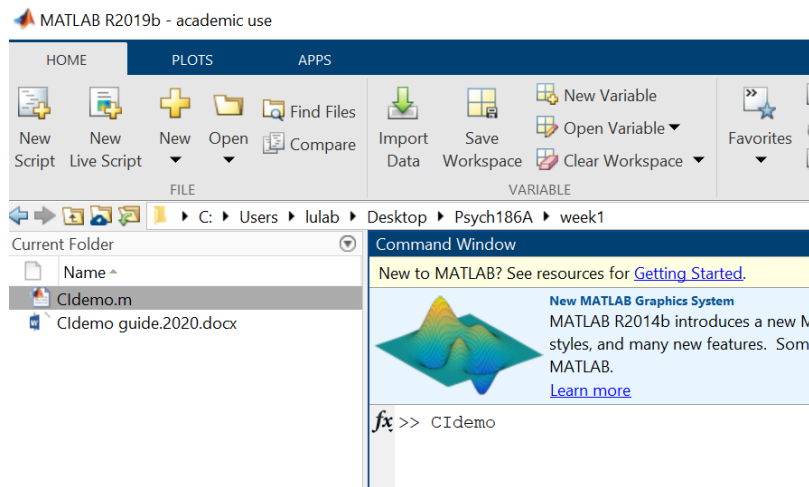 MATLAB R2019b - academic use
HOME PLOTS APPS
New Script
New Live Script
New
Open
Find Files
Compare
FILE
Import Data
Save Workspace
New Variable
Open Variable
Clear Workspace
VARIABLE
Favorites
C: Users lulab Desktop Psych186A week1
Current Folder
Name
CIdemo.m
CIdemo guide.2020.docx
Command Window
New to MATLAB? See resources for Getting Started.
New MATLAB Graphics System
MATLAB R2014b introduces a new M
styles, and many new features. Som
MATLAB.
Learn more
fx >> CIdemo